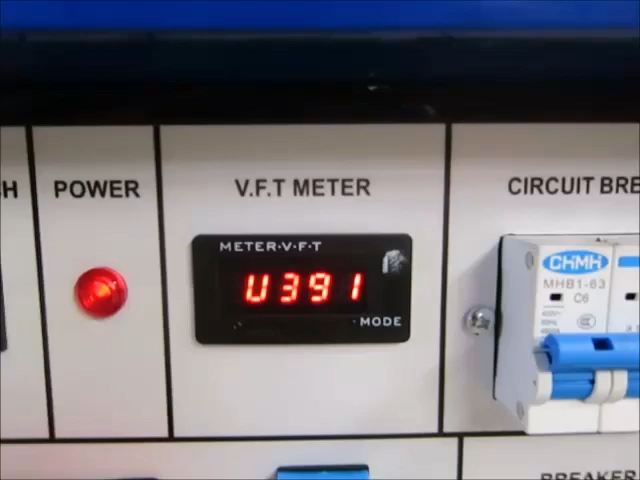 H
POWER
V.F.T METER
METER-V-F-T
U391
MODE
CIRCUIT BRE
CHMH
MHB1-63
C6
BREAKER